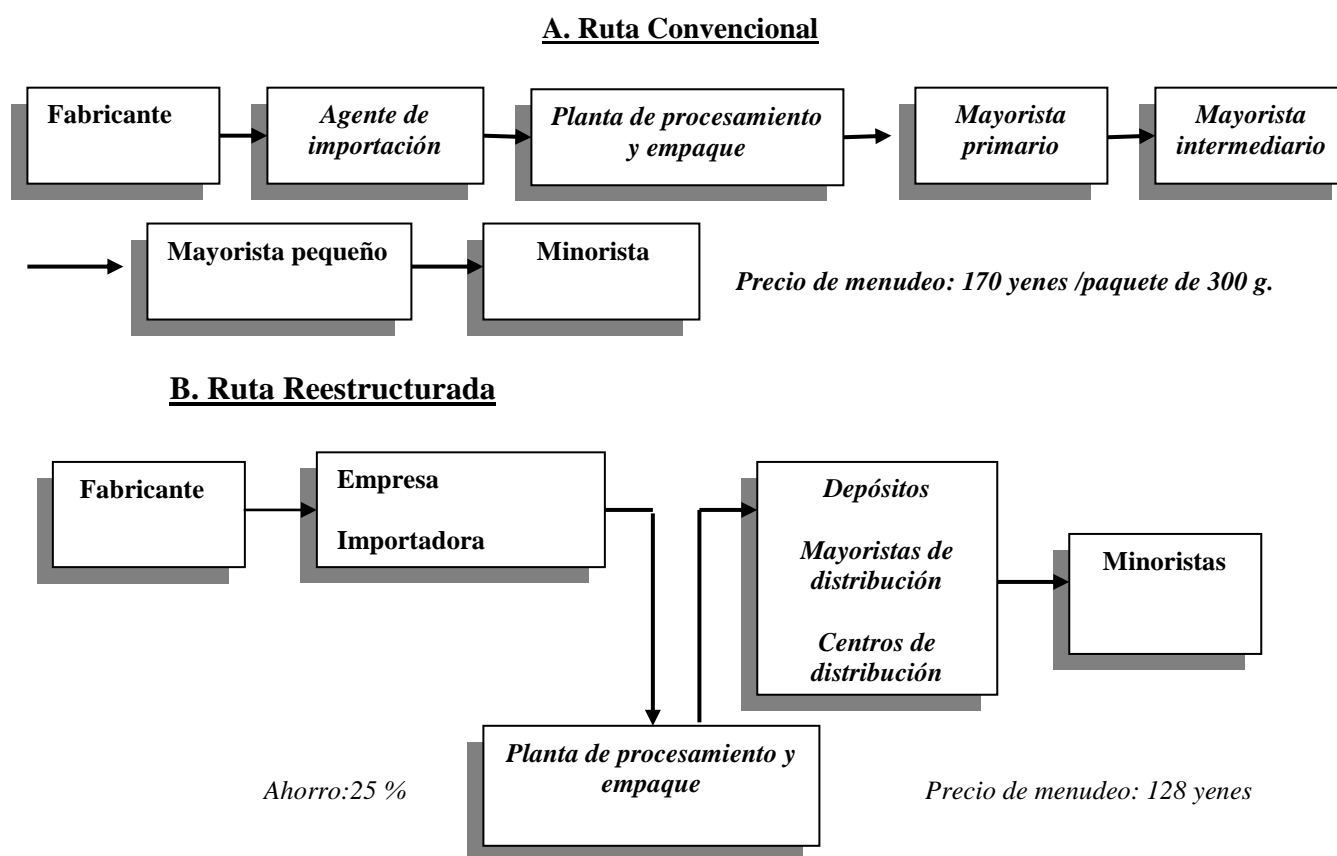 A. Ruta Convencional
Fabricante
Agente de
importación
Planta de procesamiento
y empaque
Mayorista
primario
Mayorista
intermediario
Mayorista pequeño
Minorista
Precio de menudeo: 170 yenes /paquete de 300 g.
B. Ruta Reestructurada
Fabricante
Empresa
Importadora
Depósitos
Mayoristas de
distribución
Centros de
distribución
Minoristas
Planta de procesamiento y
empaque
Ahorro:25 %
Precio de menudeo: 128 yenes